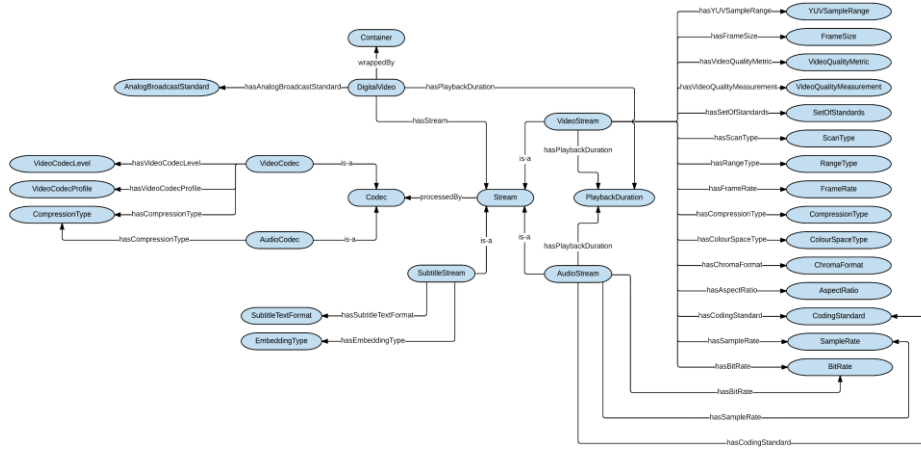 hasYUVSampleRange
YUVSampleRange
Container
hasFrameSize
FrameSize
wrappedBy
hasVideoQualityMetric
VideoQualityMetric
AnalogBroadcastStandard
hasAnalogBroadcastStandard
DigitalVideo
hasPlaybackDuration
hasVideoQualityMeasurement
VideoQualityMeasurement
hasSetOfStandards
SetOfStandards
hasStream
VideoStream
hasScanType
ScanType
hasPlaybackDuration
VideoCodecLevel
hasVideoCodecLevel
VideoCodec
is-a
is-a
hasRangeType
RangeType
VideoCodecProfile
hasVideoCodecProfile
Codec
processedBy
Stream
PlaybackDuration
hasFrameRate
FrameRate
CompressionType
hasCompressionType
hasCompressionType
CompressionType
hasCompressionType
AudioCodec
is-a
is-a
is-a
hasPlaybackDuration
hasColourSpaceType
ColourSpaceType
hasChromaFormat
ChromaFormat
SubtitleStream
AudioStream
hasAspectRatio
AspectRatio
SubtitleTextFormat
hasSubtitleTextFormat
hasCodingStandard
CodingStandard
EmbeddingType
hasEmbeddingType
hasSampleRate
SampleRate
hasBitRate
BitRate
hasBitRate
hasSampleRate
hasCodingStandard